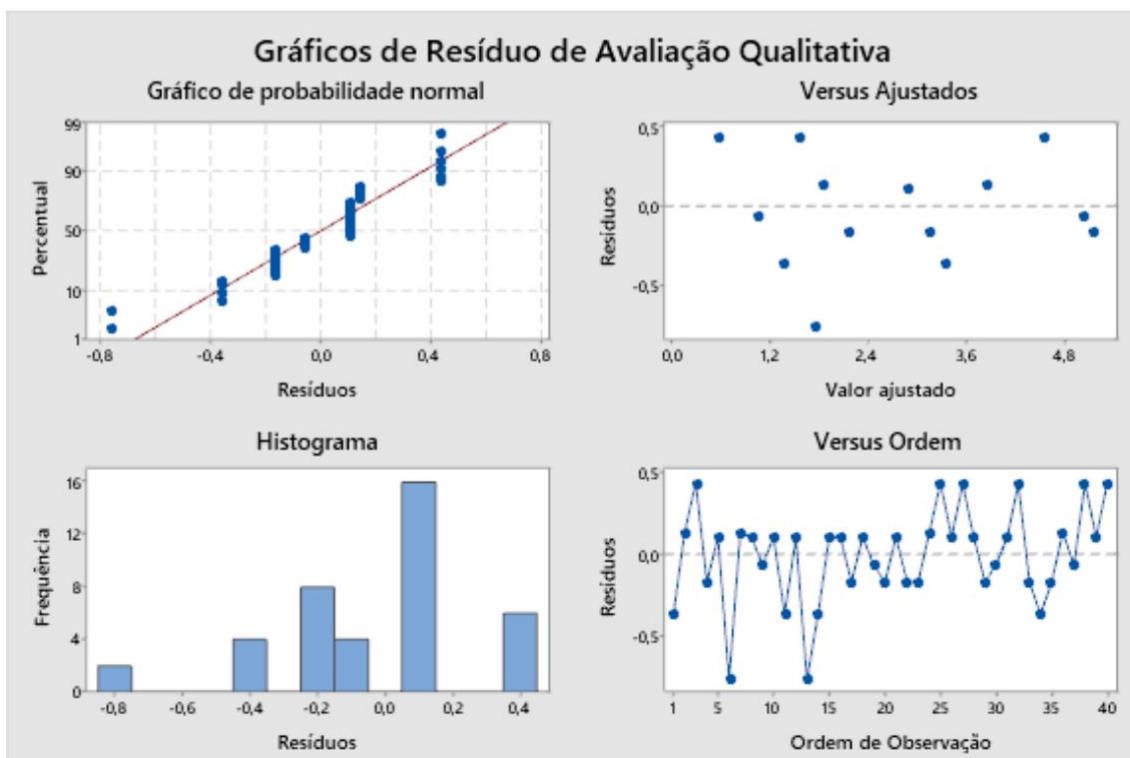 Gráficos de Resíduo de Avaliação Qualitativa
Gráfico de probabilidade normal
99
90
50
10
1
Percentual
-0,8 -0,4 0,0 0,4 0,8
Resíduos
Versus Ajustados
0,5
0,0
-0,5
Resíduos
0,0 1,2 2,4 3,6 4,8
Valor ajustado
Histograma
16
12
8
4
0
Frequência
-0,8 -0,6 -0,4 -0,2 0,0 0,2 0,4
Resíduos
Versus Ordem
0,5
0,0
-0,5
Resíduos
1 5 10 15 20 25 30 35 40
Ordem de Observação